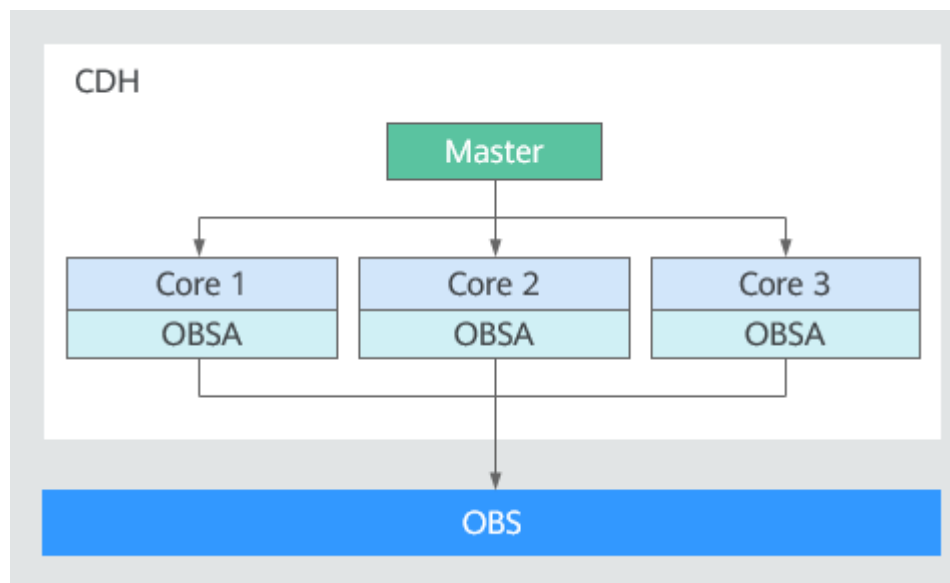 CDH
Master
Core 1
Core 2
Core 3
OBSA
OBSA
OBSA
OBS